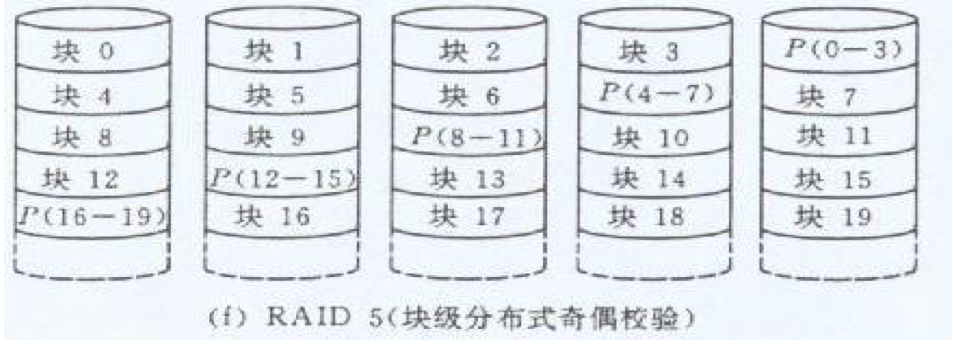 块 0 块 1 块 2 块 3 P(0－3)
块 4 块 5 块 6 P(4－7) 块 7
块 8 块 9 P(8－11) 块 10 块 11
块 12 P(12－15) 块 13 块 14 块 15
P(16－19) 块 16 块 17 块 18 块 19
(f) RAID 5(块级分布式奇偶校验)